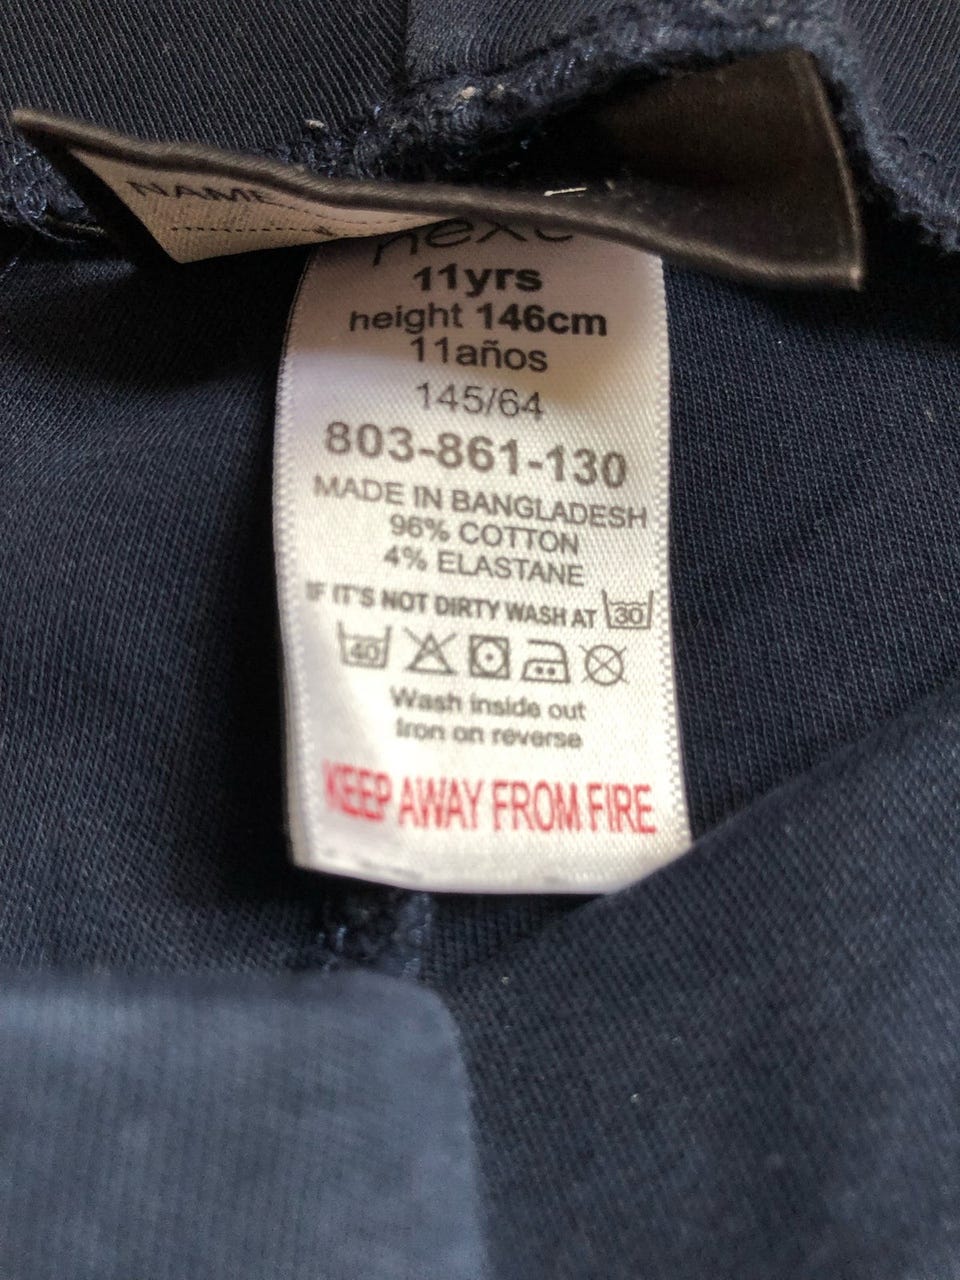 NAME
next
11yrs
height 146cm
11años
145/64
803-861-130
MADE IN BANGLADESH
96% COTTON
4% ELASTANE
IF IT'S NOT DIRTY WASH AT 30
40
Wash inside out
Iron on reverse
KEEP AWAY FROM FIRE